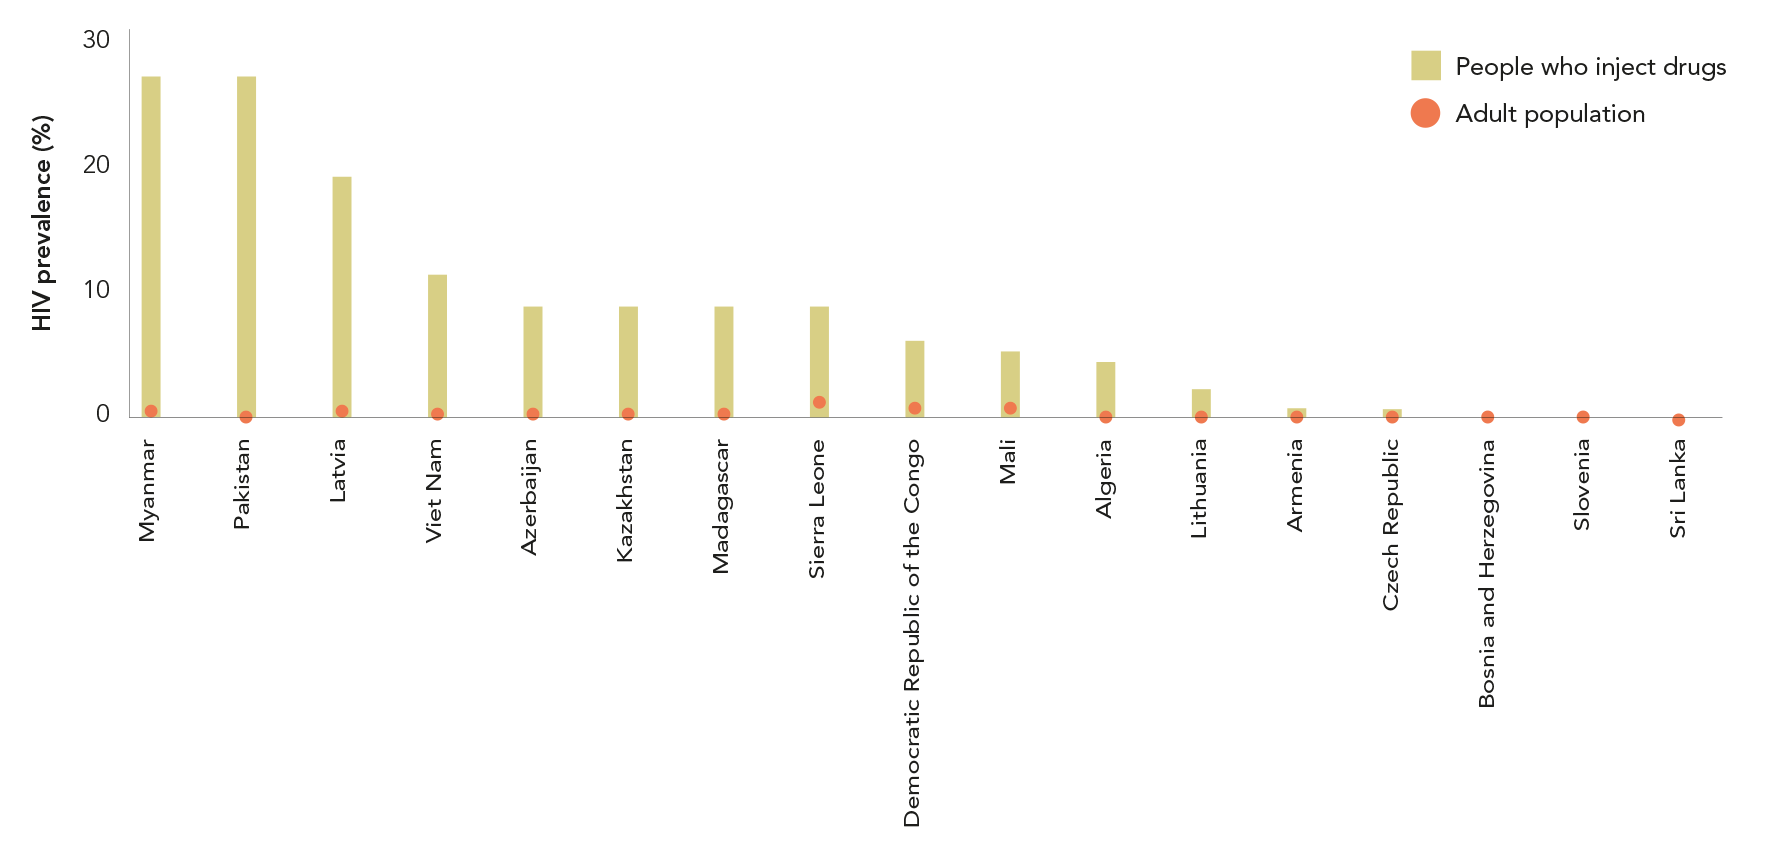 30
20
10
0
HIV prevalence (%)
People who inject drugs
Adult population
Myanmar
Pakistan
Latvia
Viet Nam
Azerbaijan
Kazakhstan
Madagascar
Sierra Leone
Democratic Republic of the Congo
Mali
Algeria
Lithuania
Armenia
Czech Republic
Bosnia and Herzegovina
Slovenia
Sri Lanka